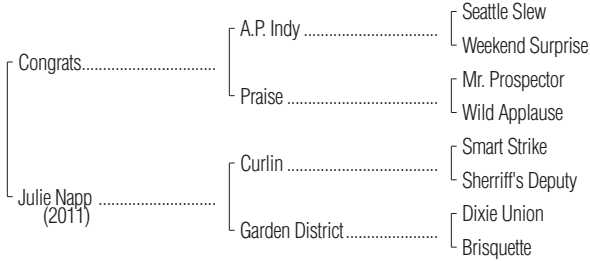 Seattle Slew
A.P. Indy ................................
Weekend Surprise
Congrats................................
Mr. Prospector
Praise ....................................
Wild Applause
Smart Strike
Curlin ....................................
Sherriff's Deputy
Julie Napp ............................
(2011)
Dixie Union
Garden District......................
Brisquette